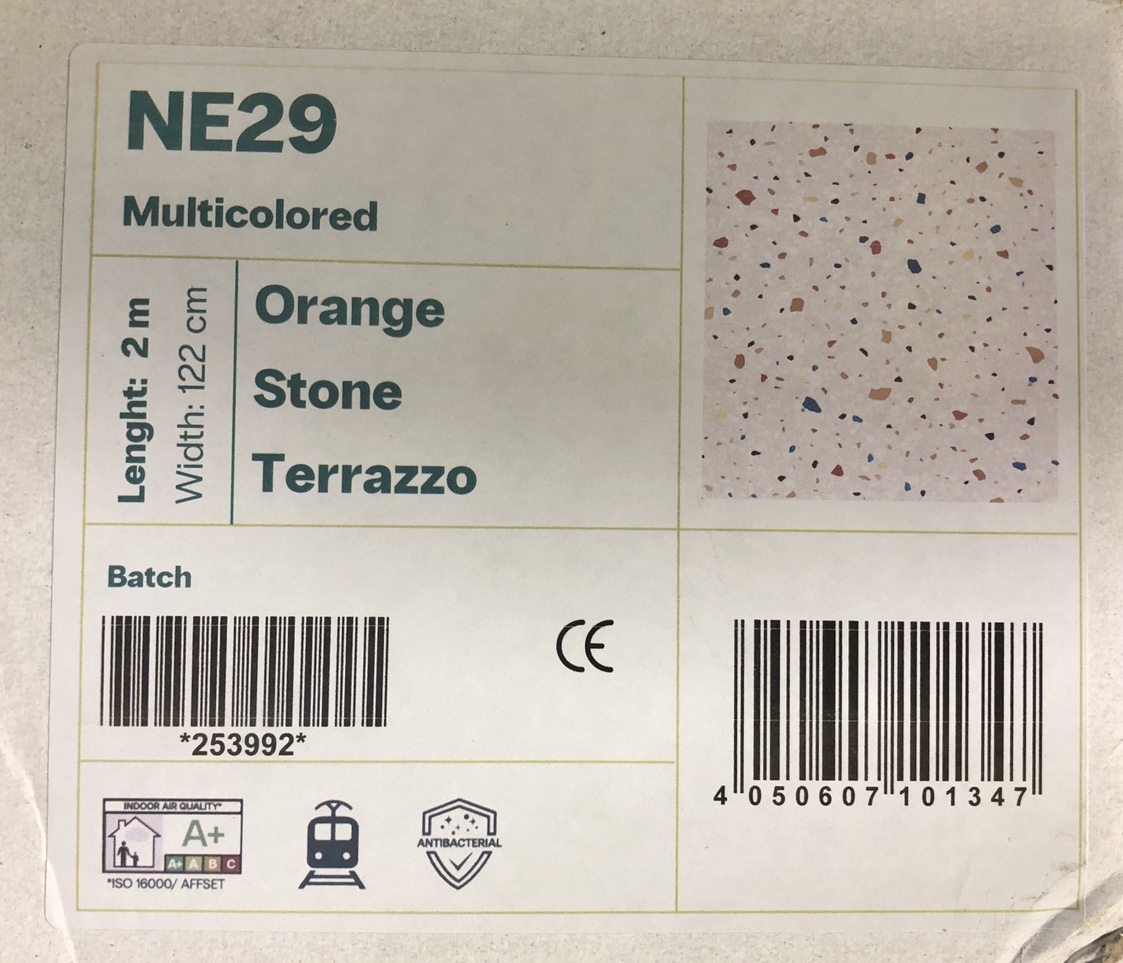 NE29
Multicolored
Lenght: 2 m
Width: 122 cm
Orange
Stone
Terrazzo
Batch
*253992*
CE
4 050607 101347
INDOOR AIR QUALITY*
A+
A+ A B C
*ISO 16000/ AFFSET
ANTIBACTERIAL